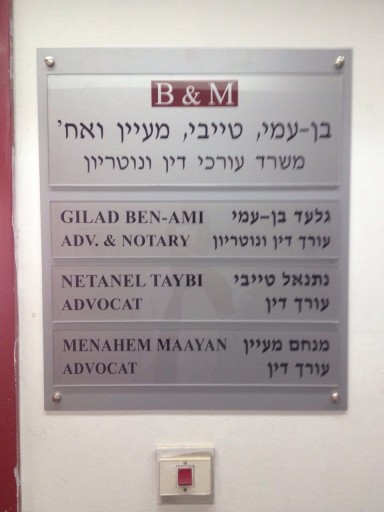 B & M
בן-עמי, טייבי, מעיין ואח'
משרד עורכי דין ונוטריון
GILAD BEN-AMI גלעד בן-עמי
ADV. & NOTARY עורך דין ונוטריון
NETANEL TAYBI נתנאל טייבי
ADVOCAT עורך דין
MENAHEM MAAYAN מנחם מעיין
ADVOCAT עורך דין